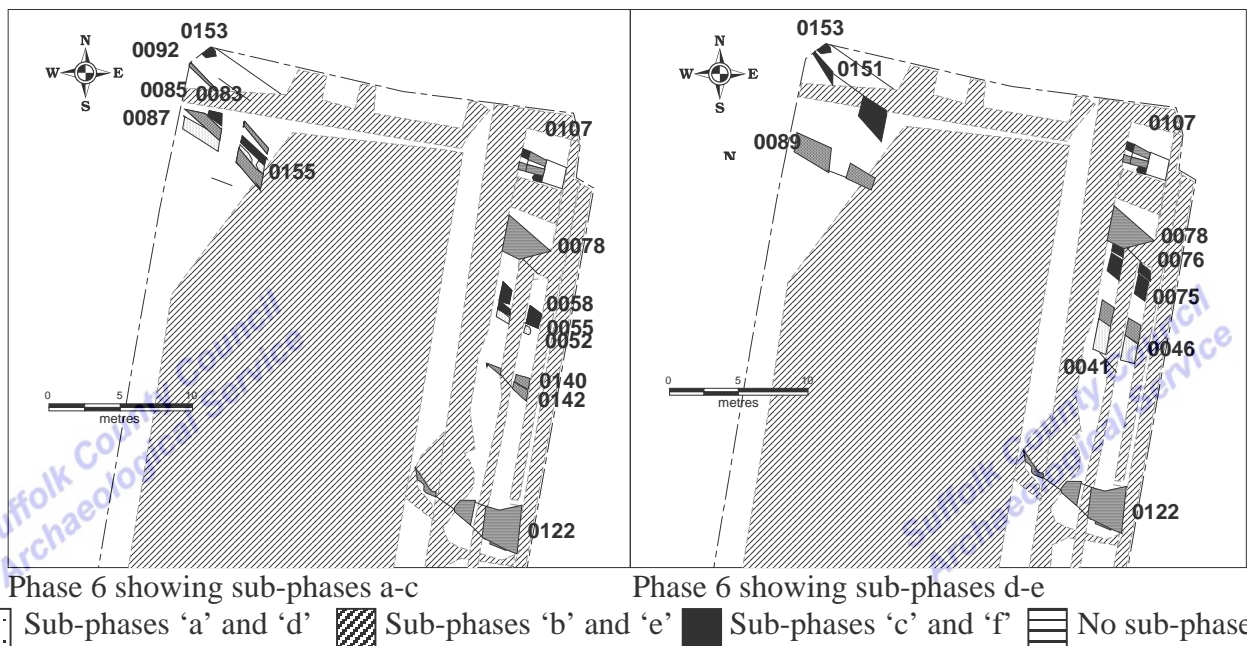 0153
0092
N
W E
S
0085 0083
0087
0155
0107
0078
0058
0055
0052
0140
0142
0122
0 5 10
metres
Suffolk County Council
Archaeological Service
0153
N
W E
S
0151
0089
N
0107
0078
0076
0075
0046
0041
0122
0 5 10
metres
Suffolk County Council
Archaeological Service
Phase 6 showing sub-phases a-c
Phase 6 showing sub-phases d-e
Sub-phases ‘a’ and ‘d’ Sub-phases ‘b’ and ‘e’ Sub-phases ‘c’ and ‘f’ No sub-phase